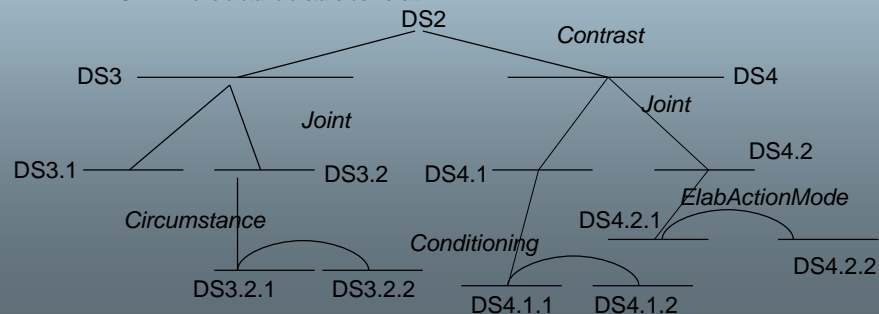 DS2
Contrast
DS3
DS4
Joint
Joint
DS3.1
DS3.2
DS4.1
DS4.2
ElabActionMode
Circumstance
DS4.2.1
Conditioning
DS4.2.2
DS3.2.1
DS3.2.2
DS4.1.1
DS4.1.2